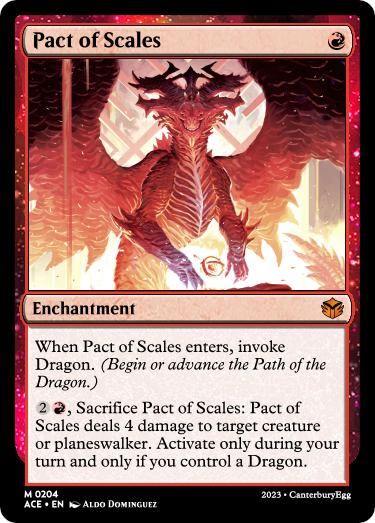 Pact of Scales
Enchantment
When Pact of Scales enters, invoke
Dragon. (Begin or advance the Path of the
Dragon.)
2 , Sacrifice Pact of Scales: Pact of
Scales deals 4 damage to target creature
or planeswalker. Activate only during your
turn and only if you control a Dragon.
M 0204
ACE • EN Aldo Dominguez
2023 • CanterburyEgg